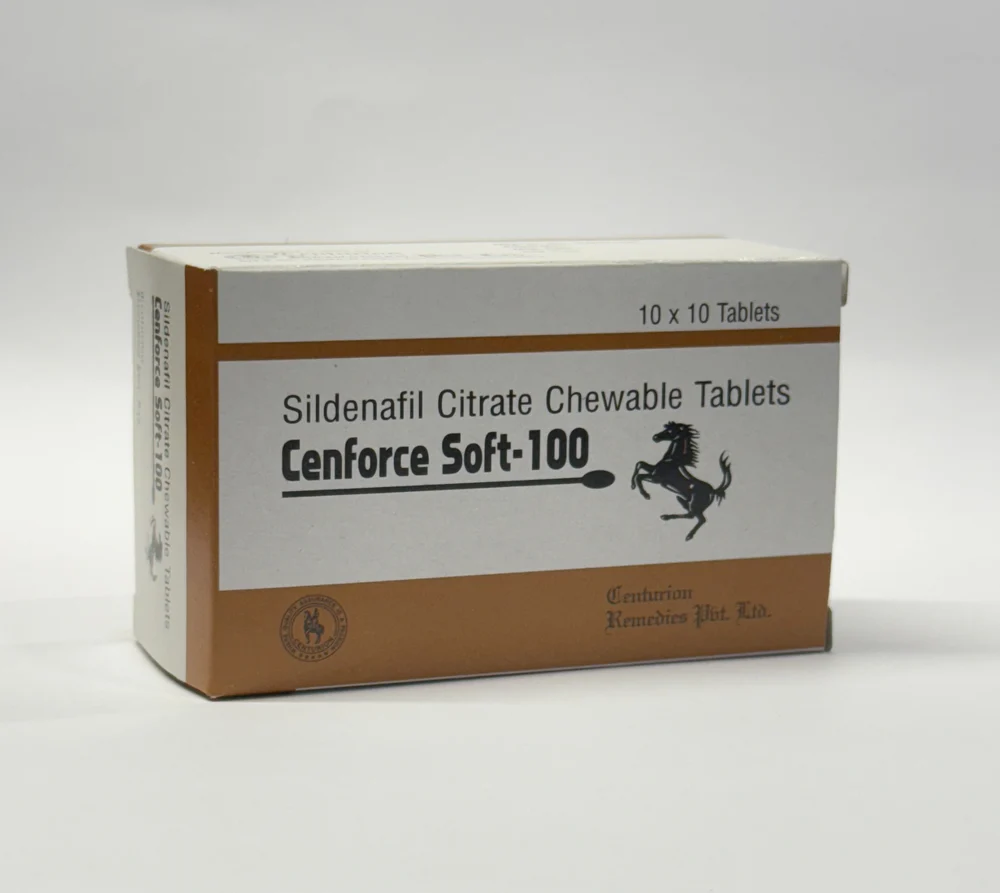 10 x 10 Tablets
Sildenafil Citrate Chewable Tablets
Cenforce Soft-100
Centurion
Remedies Pvt. Ltd.
CENTURION
Sildenafil Citrate Chewable Tablets
Cenforce Soft-100